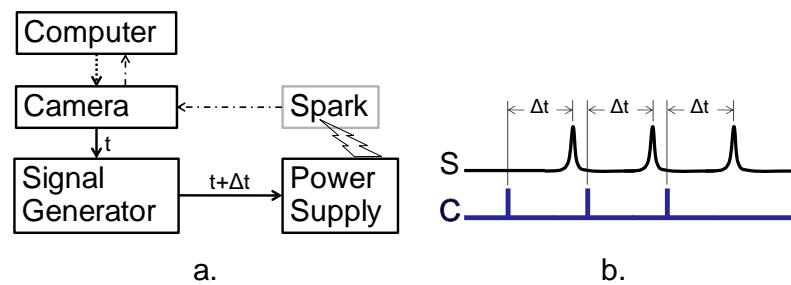 Computer
Camera
Spark
t
Signal
Generator
t+Δt
Power
Supply
a.
Δt Δt Δt
S
C
b.